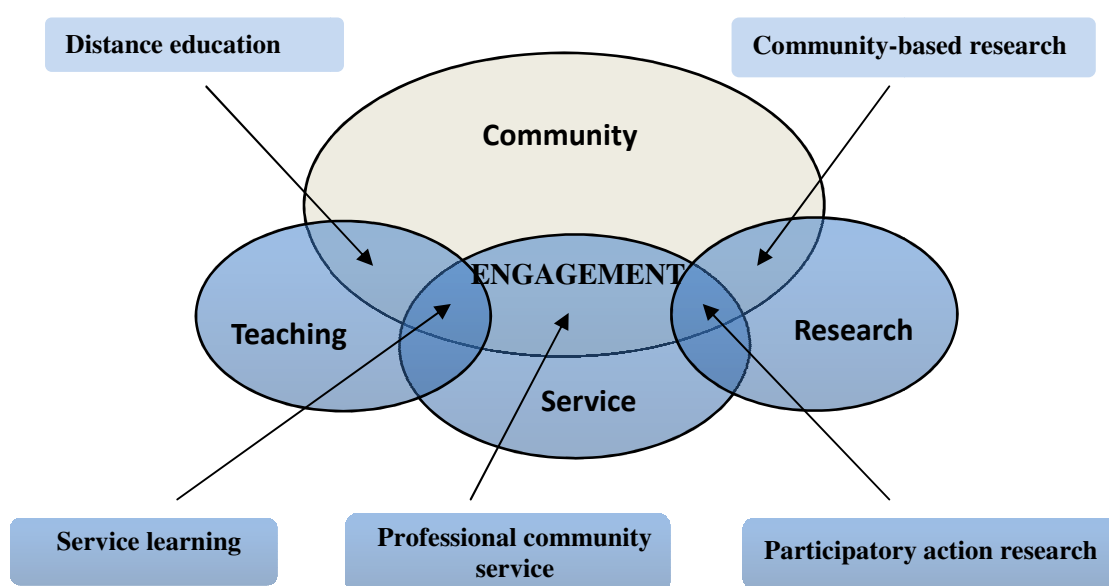 Distance education
Community-based research
Community
ENGAGEMENT
Teaching
Research
Service
Service learning
Professional community
service
Participatory action research